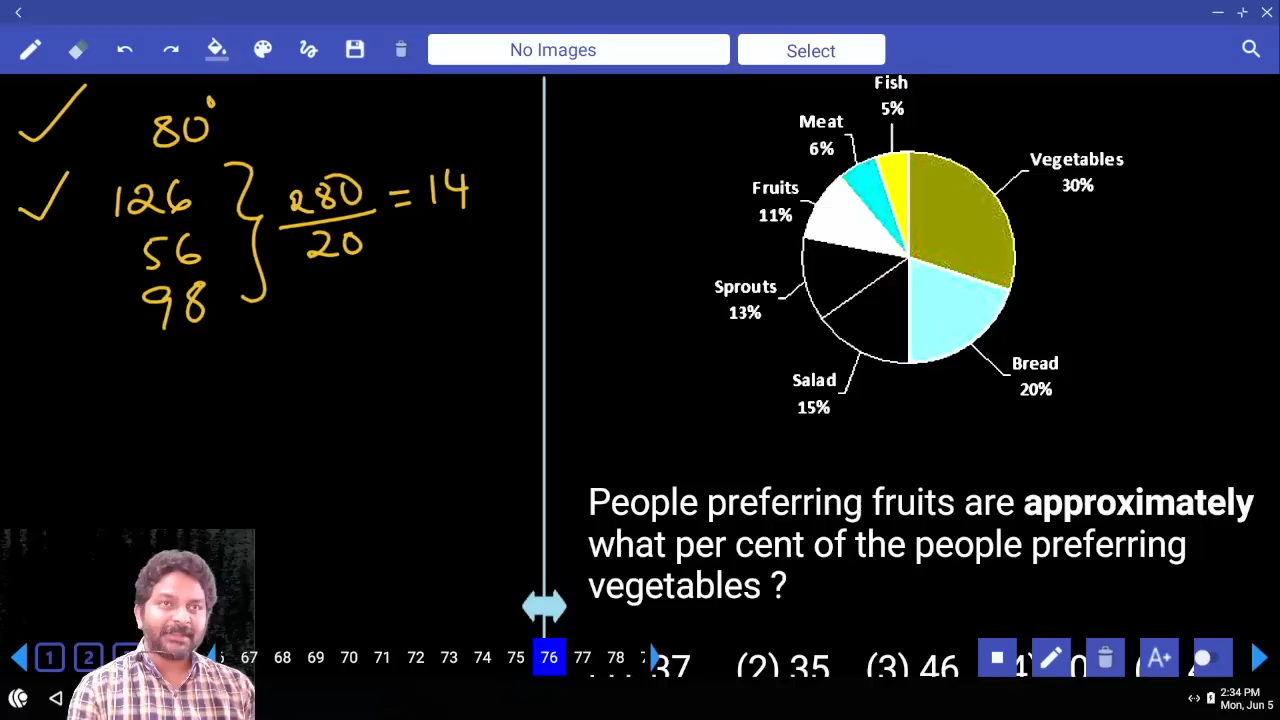 No Images
Select
80°
126
56
98
280
20
= 14
Fish
5%
Meat
6%
Vegetables
30%
Fruits
11%
Sprouts
13%
Bread
20%
Salad
15%
People preferring fruits are approximately
what per cent of the people preferring
vegetables ?
37 (2) 35 (3) 46
1 2 67 68 69 70 71 72 73 74 75 76 77 78
A+
2:34 PM
Mon, Jun 5